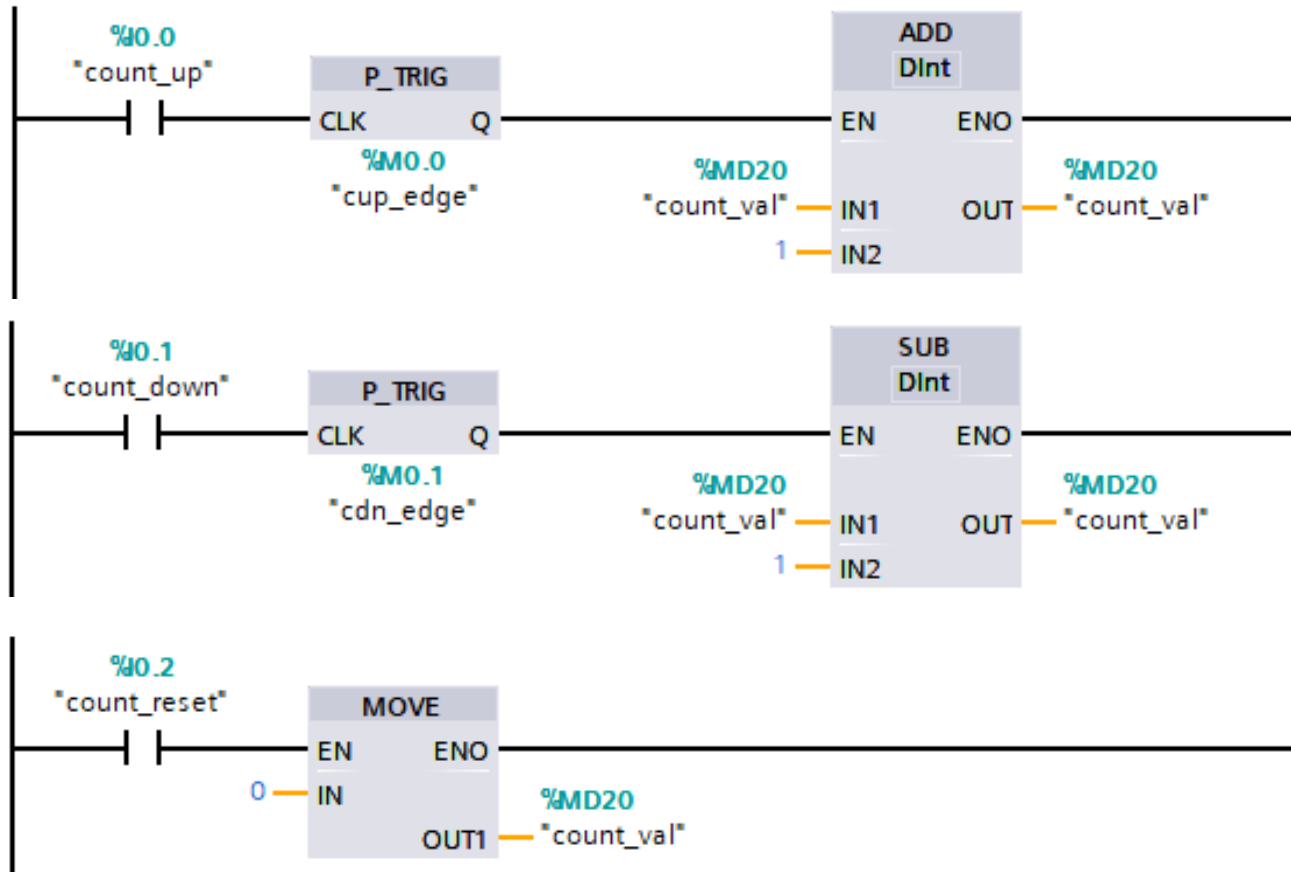 %I0.0
"count_up"
P_TRIG
CLK Q
%M0.0
"cup_edge"
ADD
DInt
EN ENO
%MD20
"count_val"
IN1 OUT
%MD20
"count_val"
1 IN2
%I0.1
"count_down"
P_TRIG
CLK Q
%M0.1
"cdn_edge"
SUB
DInt
EN ENO
%MD20
"count_val"
IN1 OUT
%MD20
"count_val"
1 IN2
%I0.2
"count_reset"
MOVE
EN ENO
0 IN
OUT1
%MD20
"count_val"